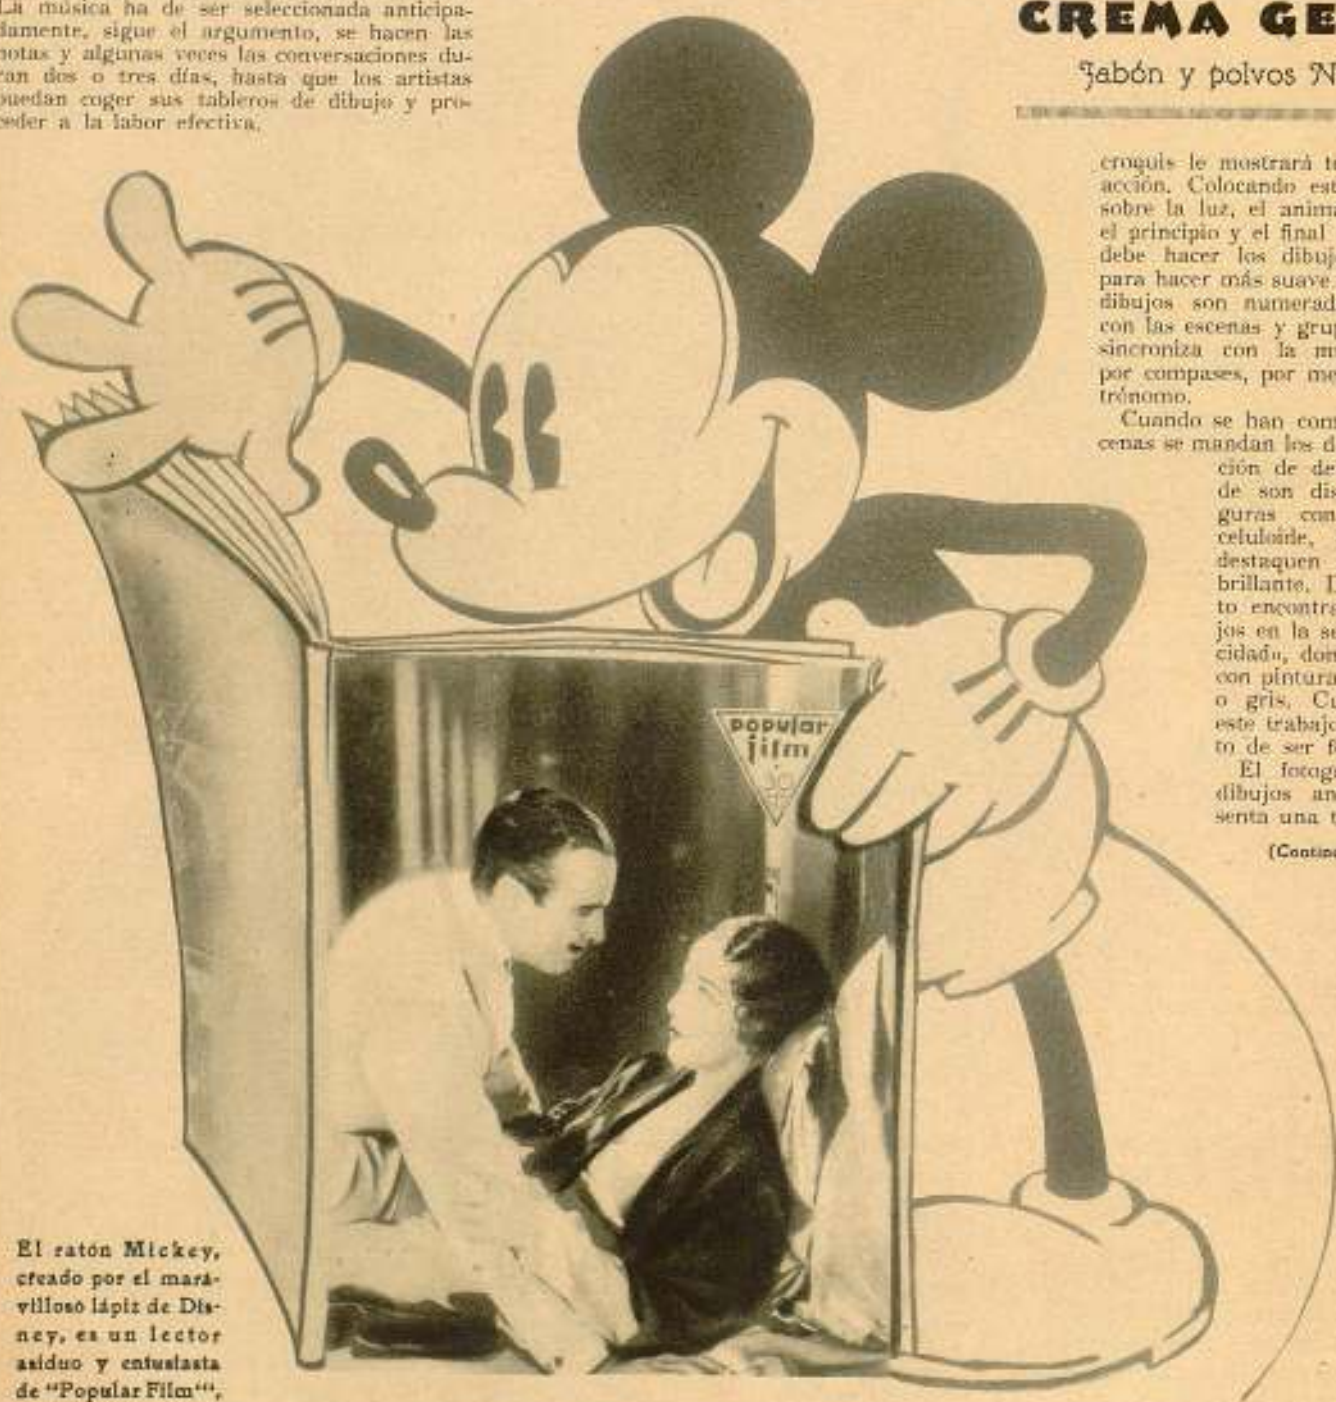 La música ha de ser seleccionada anticipa-
damente, sigue el argumento, se hacen las
notas y algunas veces las conversaciones du-
ran dos o tres días, hasta que los artistas
puedan coger sus tableros de dibujo y pro-
ceder a la labor efectiva.
CREMA GE
Jabón y polvos N
croquis le mostrará t
acción. Colocando est
sobre la luz, el anima
el principio y el final
debe hacer los dibuj
para hacer más suave
dibujos son numerad
con las escenas y gru
sincroniza con la m
por compases, por me
trónomo.
Cuando se han com
cenas se mandan los d
ción de de
de son dis
guras con
celuloide,
destaquen
brillante.
to encontra
jos en la se
cidad», don
con pintura
o gris. Cu
este trabajo
to de ser f
El fotog
dibujos an
senta una
(Contin
popular
film
El ratón Mickey,
creado por el mara-
villoso lápiz de Dis-
ney, es un lector
asiduo y entusiasta
de "Popular Film"',